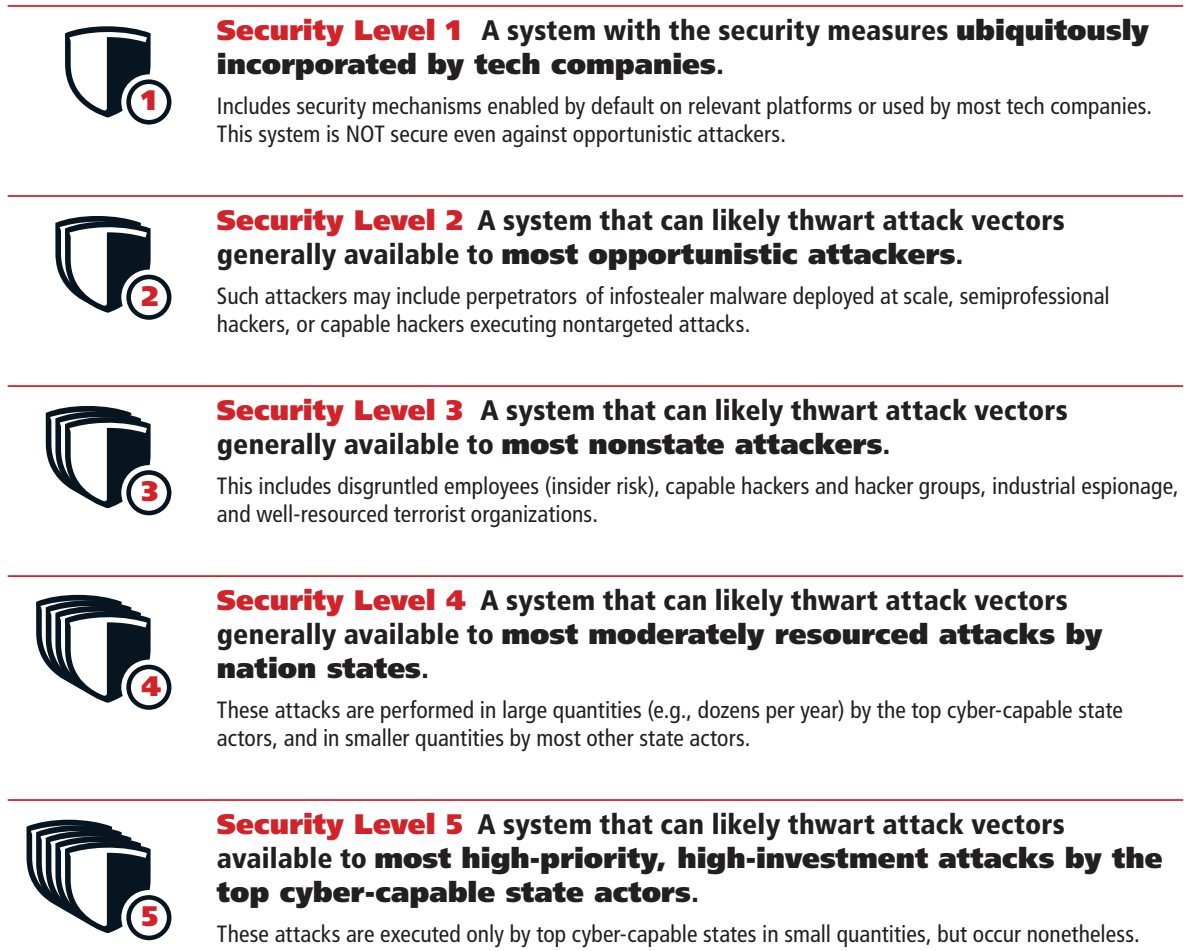 Security Level 1 A system with the security measures ubiquitously
incorporated by tech companies.
Includes security mechanisms enabled by default on relevant platforms or used by most tech companies.
This system is NOT secure even against opportunistic attackers.
1
Security Level 2 A system that can likely thwart attack vectors
generally available to most opportunistic attackers.
Such attackers may include perpetrators of infostealer malware deployed at scale, semiprofessional
hackers, or capable hackers executing nontargeted attacks.
2
Security Level 3 A system that can likely thwart attack vectors
generally available to most nonstate attackers.
This includes disgruntled employees (insider risk), capable hackers and hacker groups, industrial espionage,
and well-resourced terrorist organizations.
3
Security Level 4 A system that can likely thwart attack vectors
generally available to most moderately resourced attacks by
nation states.
These attacks are performed in large quantities (e.g., dozens per year) by the top cyber-capable state
actors, and in smaller quantities by most other state actors.
4
Security Level 5 A system that can likely thwart attack vectors
available to most high-priority, high-investment attacks by the
top cyber-capable state actors.
These attacks are executed only by top cyber-capable states in small quantities, but occur nonetheless.
5